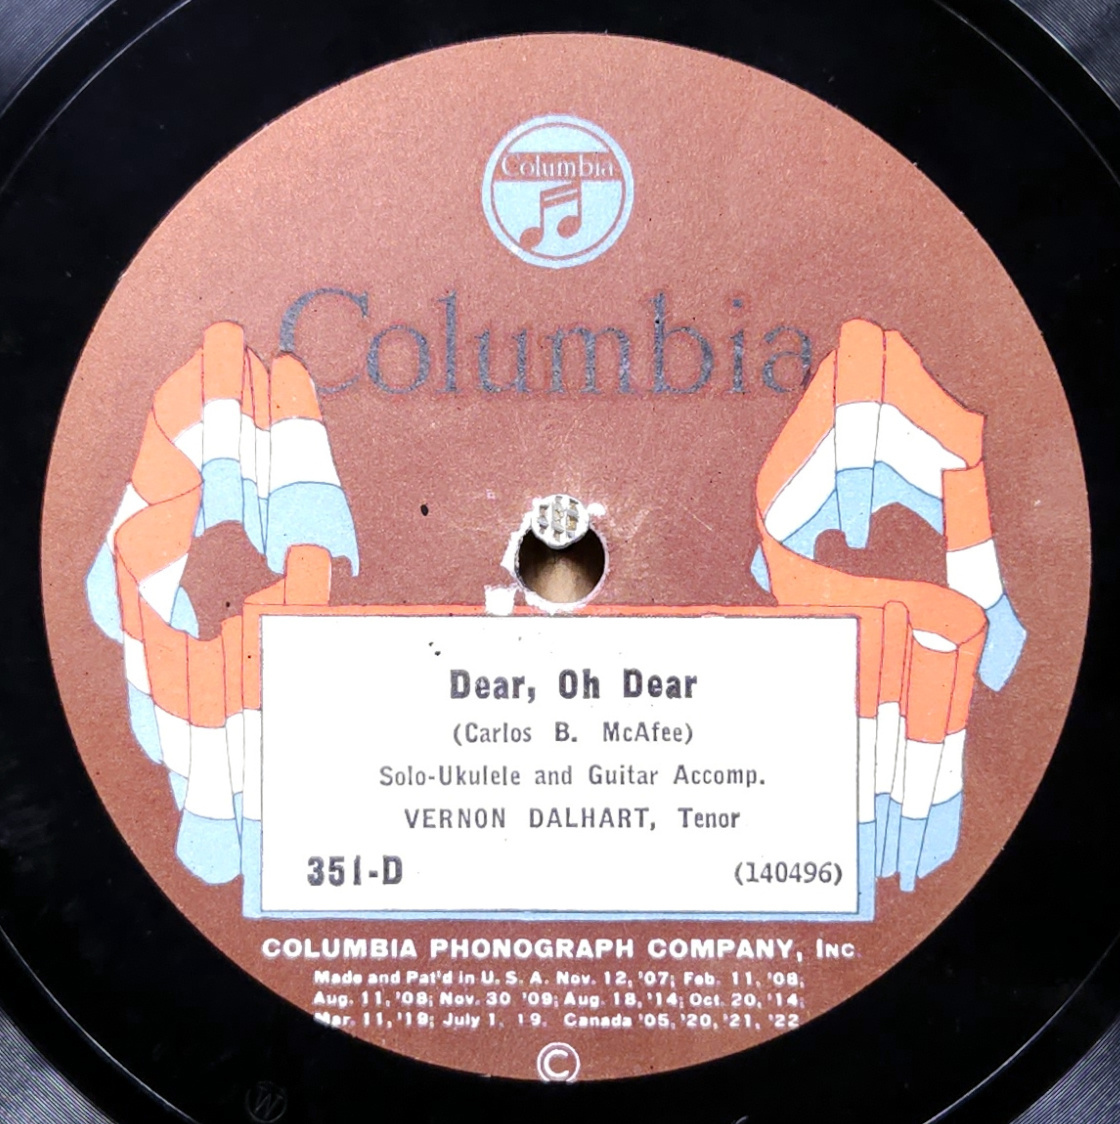 Columbia
Columbia
Dear, Oh Dear
(Carlos B. McAfee)
Solo-Ukulele and Guitar Accomp.
VERNON DALHART, Tenor
351-D (140496)
COLUMBIA PHONOGRAPH COMPANY, INC
Made and Pat'd in U. S. A. Nov. 12, '07; Feb. 11, '08;
Aug. 11, '08; Nov. 30 '09; Aug. 18, '14; Oct. 20, '14;
Mar. 11, '19; July 1, 19. Canada '05, '20, '21, '22
©
W